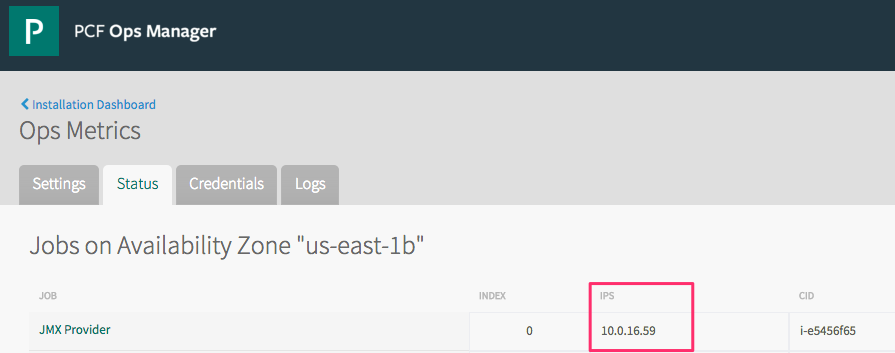 P PCF Ops Manager
Installation Dashboard
Ops Metrics
Settings Status Credentials Logs
Jobs on Availability Zone "us-east-1b"
JOB INDEX IPS CID
JMX Provider 0 10.0.16.59 i-e5456f65